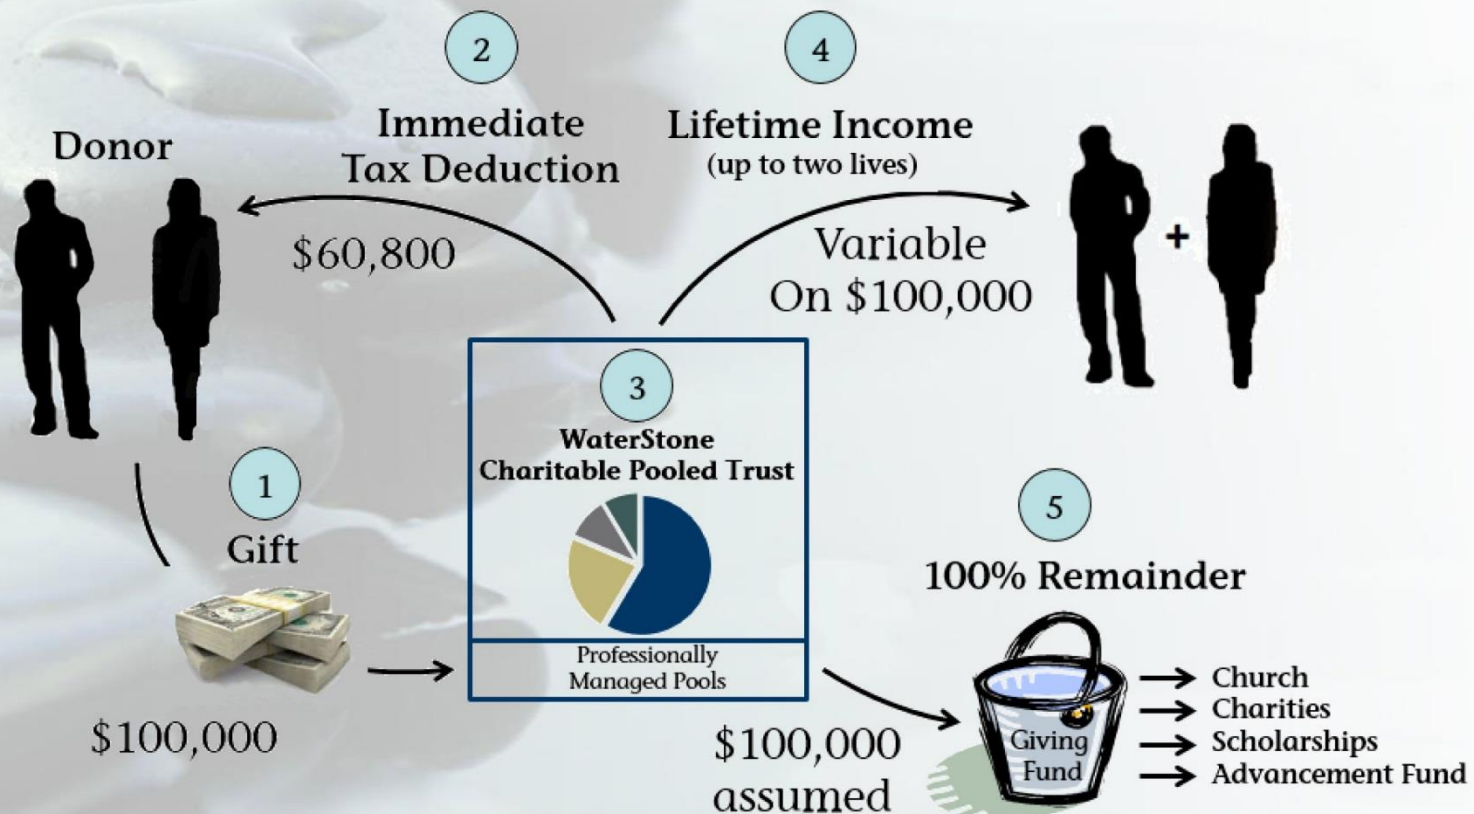 Donor
1
Gift
$100,000
2
Immediate
Tax Deduction
$60,800
3
WaterStone
Charitable Pooled Trust
Professionally
Managed Pools
4
Lifetime Income
(up to two lives)
Variable
On $100,000
+
5
100% Remainder
$100,000
assumed
Giving
Fund
Church
Charities
Scholarships
Advancement Fund